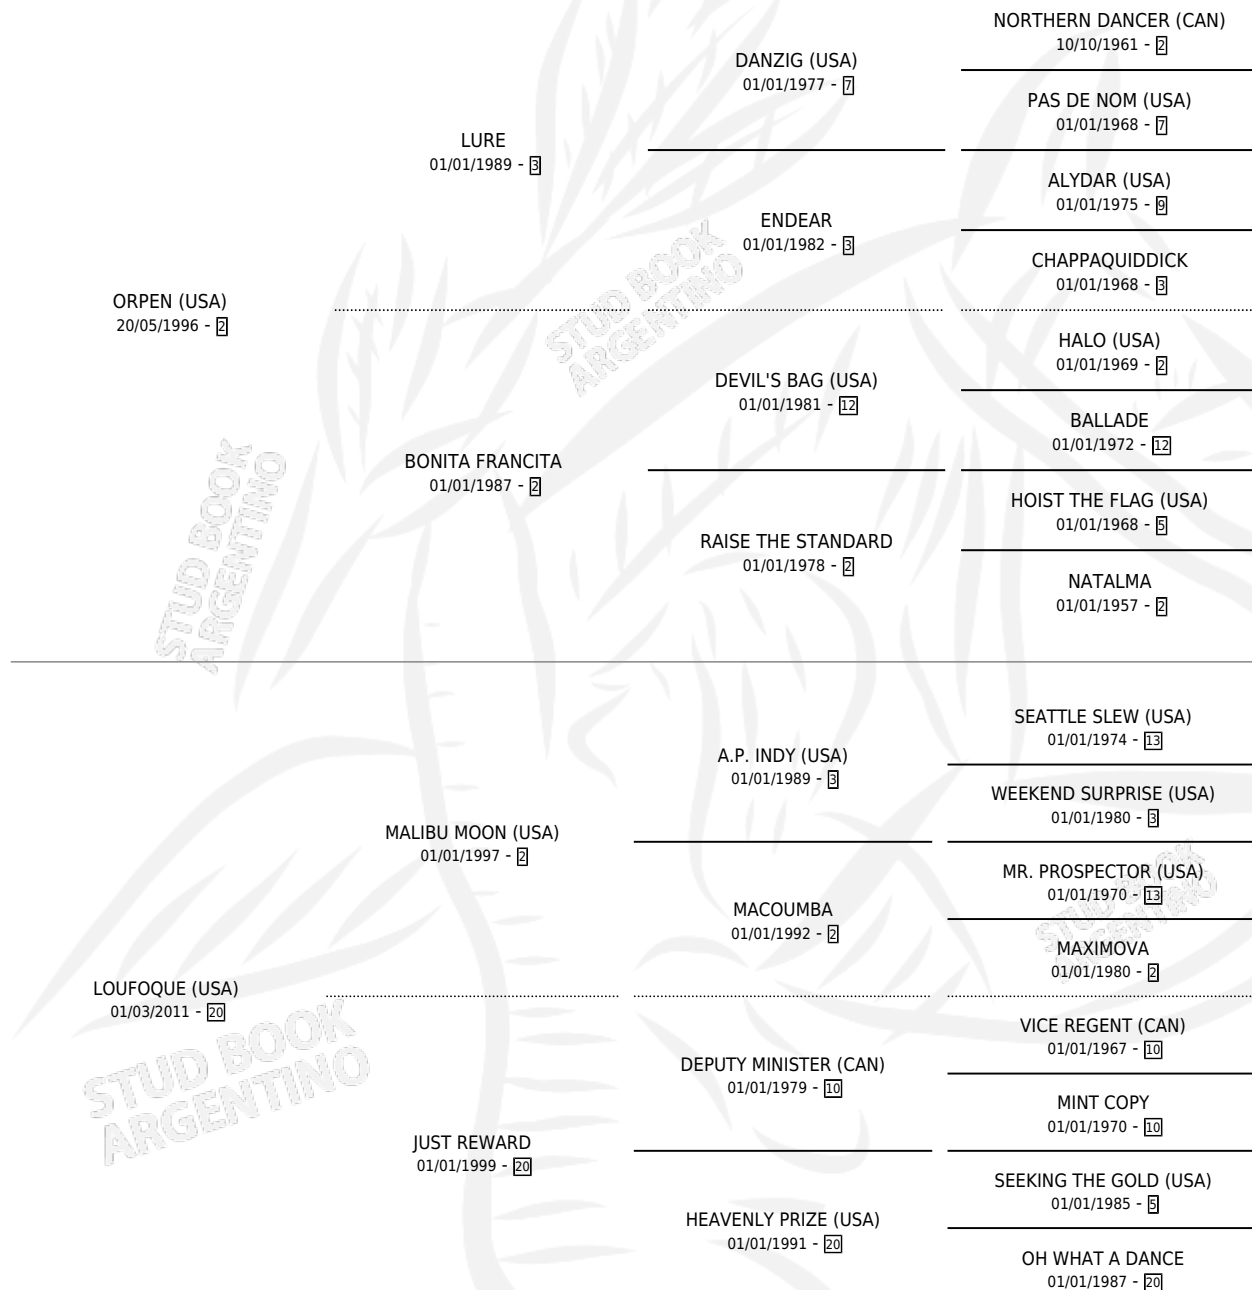 NORTHERN DANCER (CAN)
10/10/1961 - 2
DANZIG (USA)
01/01/1977 - 7
PAS DE NOM (USA)
01/01/1968 - 7
LURE
01/01/1989 - 3
ALYDAR (USA)
01/01/1975 - 9
ENDEAR
01/01/1982 - 3
CHAPPAQUIDDICK
01/01/1968 - 3
ORPEN (USA)
20/05/1996 - 2
HALO (USA)
01/01/1969 - 2
DEVIL'S BAG (USA)
01/01/1981 - 12
BALLADE
01/01/1972 - 12
BONITA FRANCITA
01/01/1987 - 2
HOIST THE FLAG (USA)
01/01/1968 - 5
RAISE THE STANDARD
01/01/1978 - 2
NATALMA
01/01/1957 - 2
SEATTLE SLEW (USA)
01/01/1974 - 13
A.P. INDY (USA)
01/01/1989 - 3
WEEKEND SURPRISE (USA)
01/01/1980 - 3
MALIBU MOON (USA)
01/01/1997 - 2
MR. PROSPECTOR (USA)
01/01/1970 - 13
MACOUMBA
01/01/1992 - 2
MAXIMOVA
01/01/1980 - 2
LOUFOQUE (USA)
01/03/2011 - 20
VICE REGENT (CAN)
01/01/1967 - 10
DEPUTY MINISTER (CAN)
01/01/1979 - 10
MINT COPY
01/01/1970 - 10
JUST REWARD
01/01/1999 - 20
SEEKING THE GOLD (USA)
01/01/1985 - 5
HEAVENLY PRIZE (USA)
01/01/1991 - 20
OH WHAT A DANCE
01/01/1987 - 20
STUD BOOK
ARGENTINO
STUD BOOK
ARGENTINO
STUD BOOK
ARGENTINO
STUD BOOK
ARGENTINO